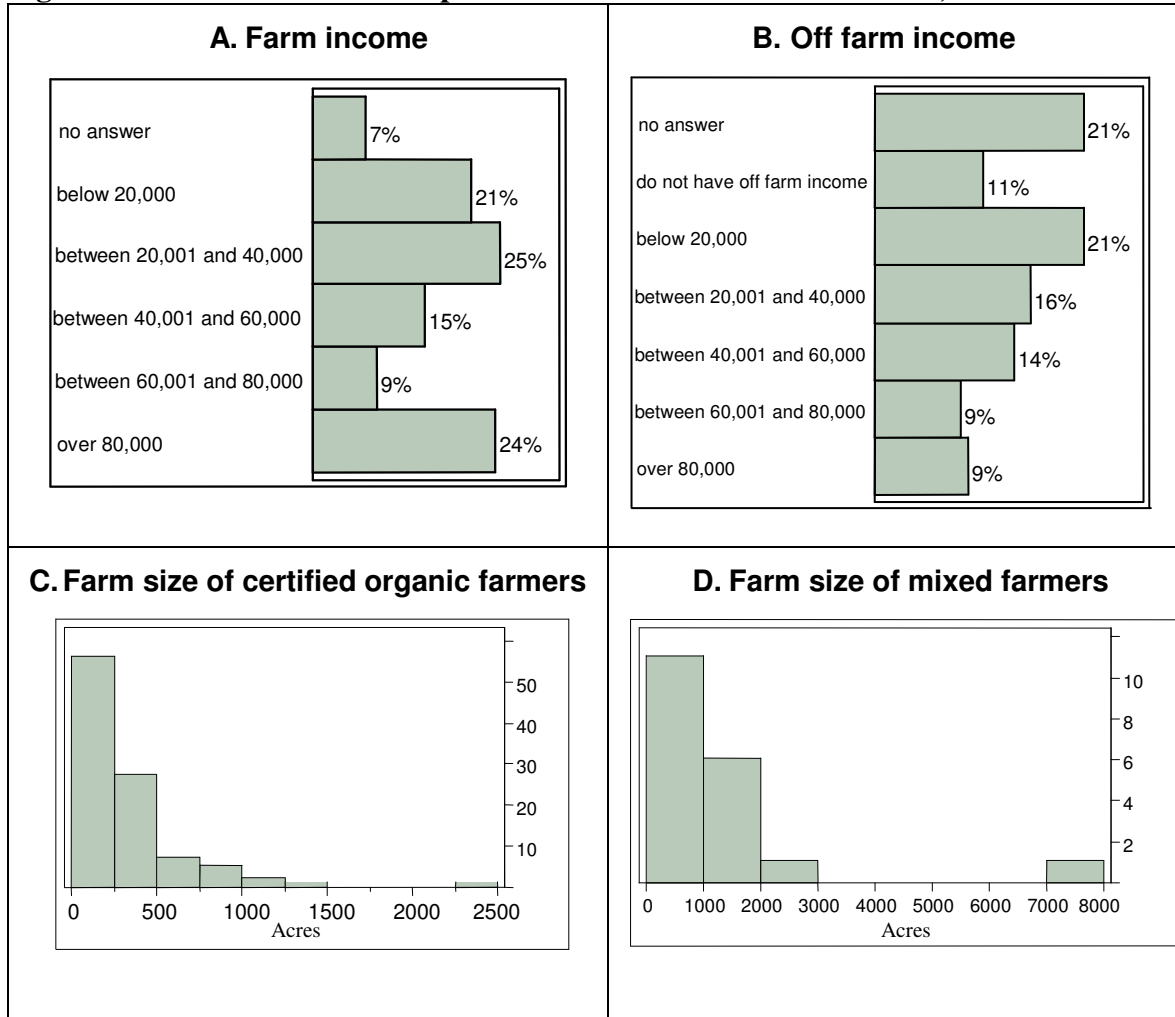 A. Farm income
no answer
7%
below 20,000
21%
between 20,001 and 40,000
25%
between 40,001 and 60,000
15%
between 60,001 and 80,000
9%
over 80,000
24%
B. Off farm income
no answer
21%
do not have off farm income
11%
below 20,000
21%
between 20,001 and 40,000
16%
between 40,001 and 60,000
14%
between 60,001 and 80,000
9%
over 80,000
9%
C. Farm size of certified organic farmers
50
40
30
20
10
0 500 1000 1500 2000 2500
Acres
D. Farm size of mixed farmers
10
8
6
4
2
0 1000 2000 3000 4000 5000 6000 7000 8000
Acres